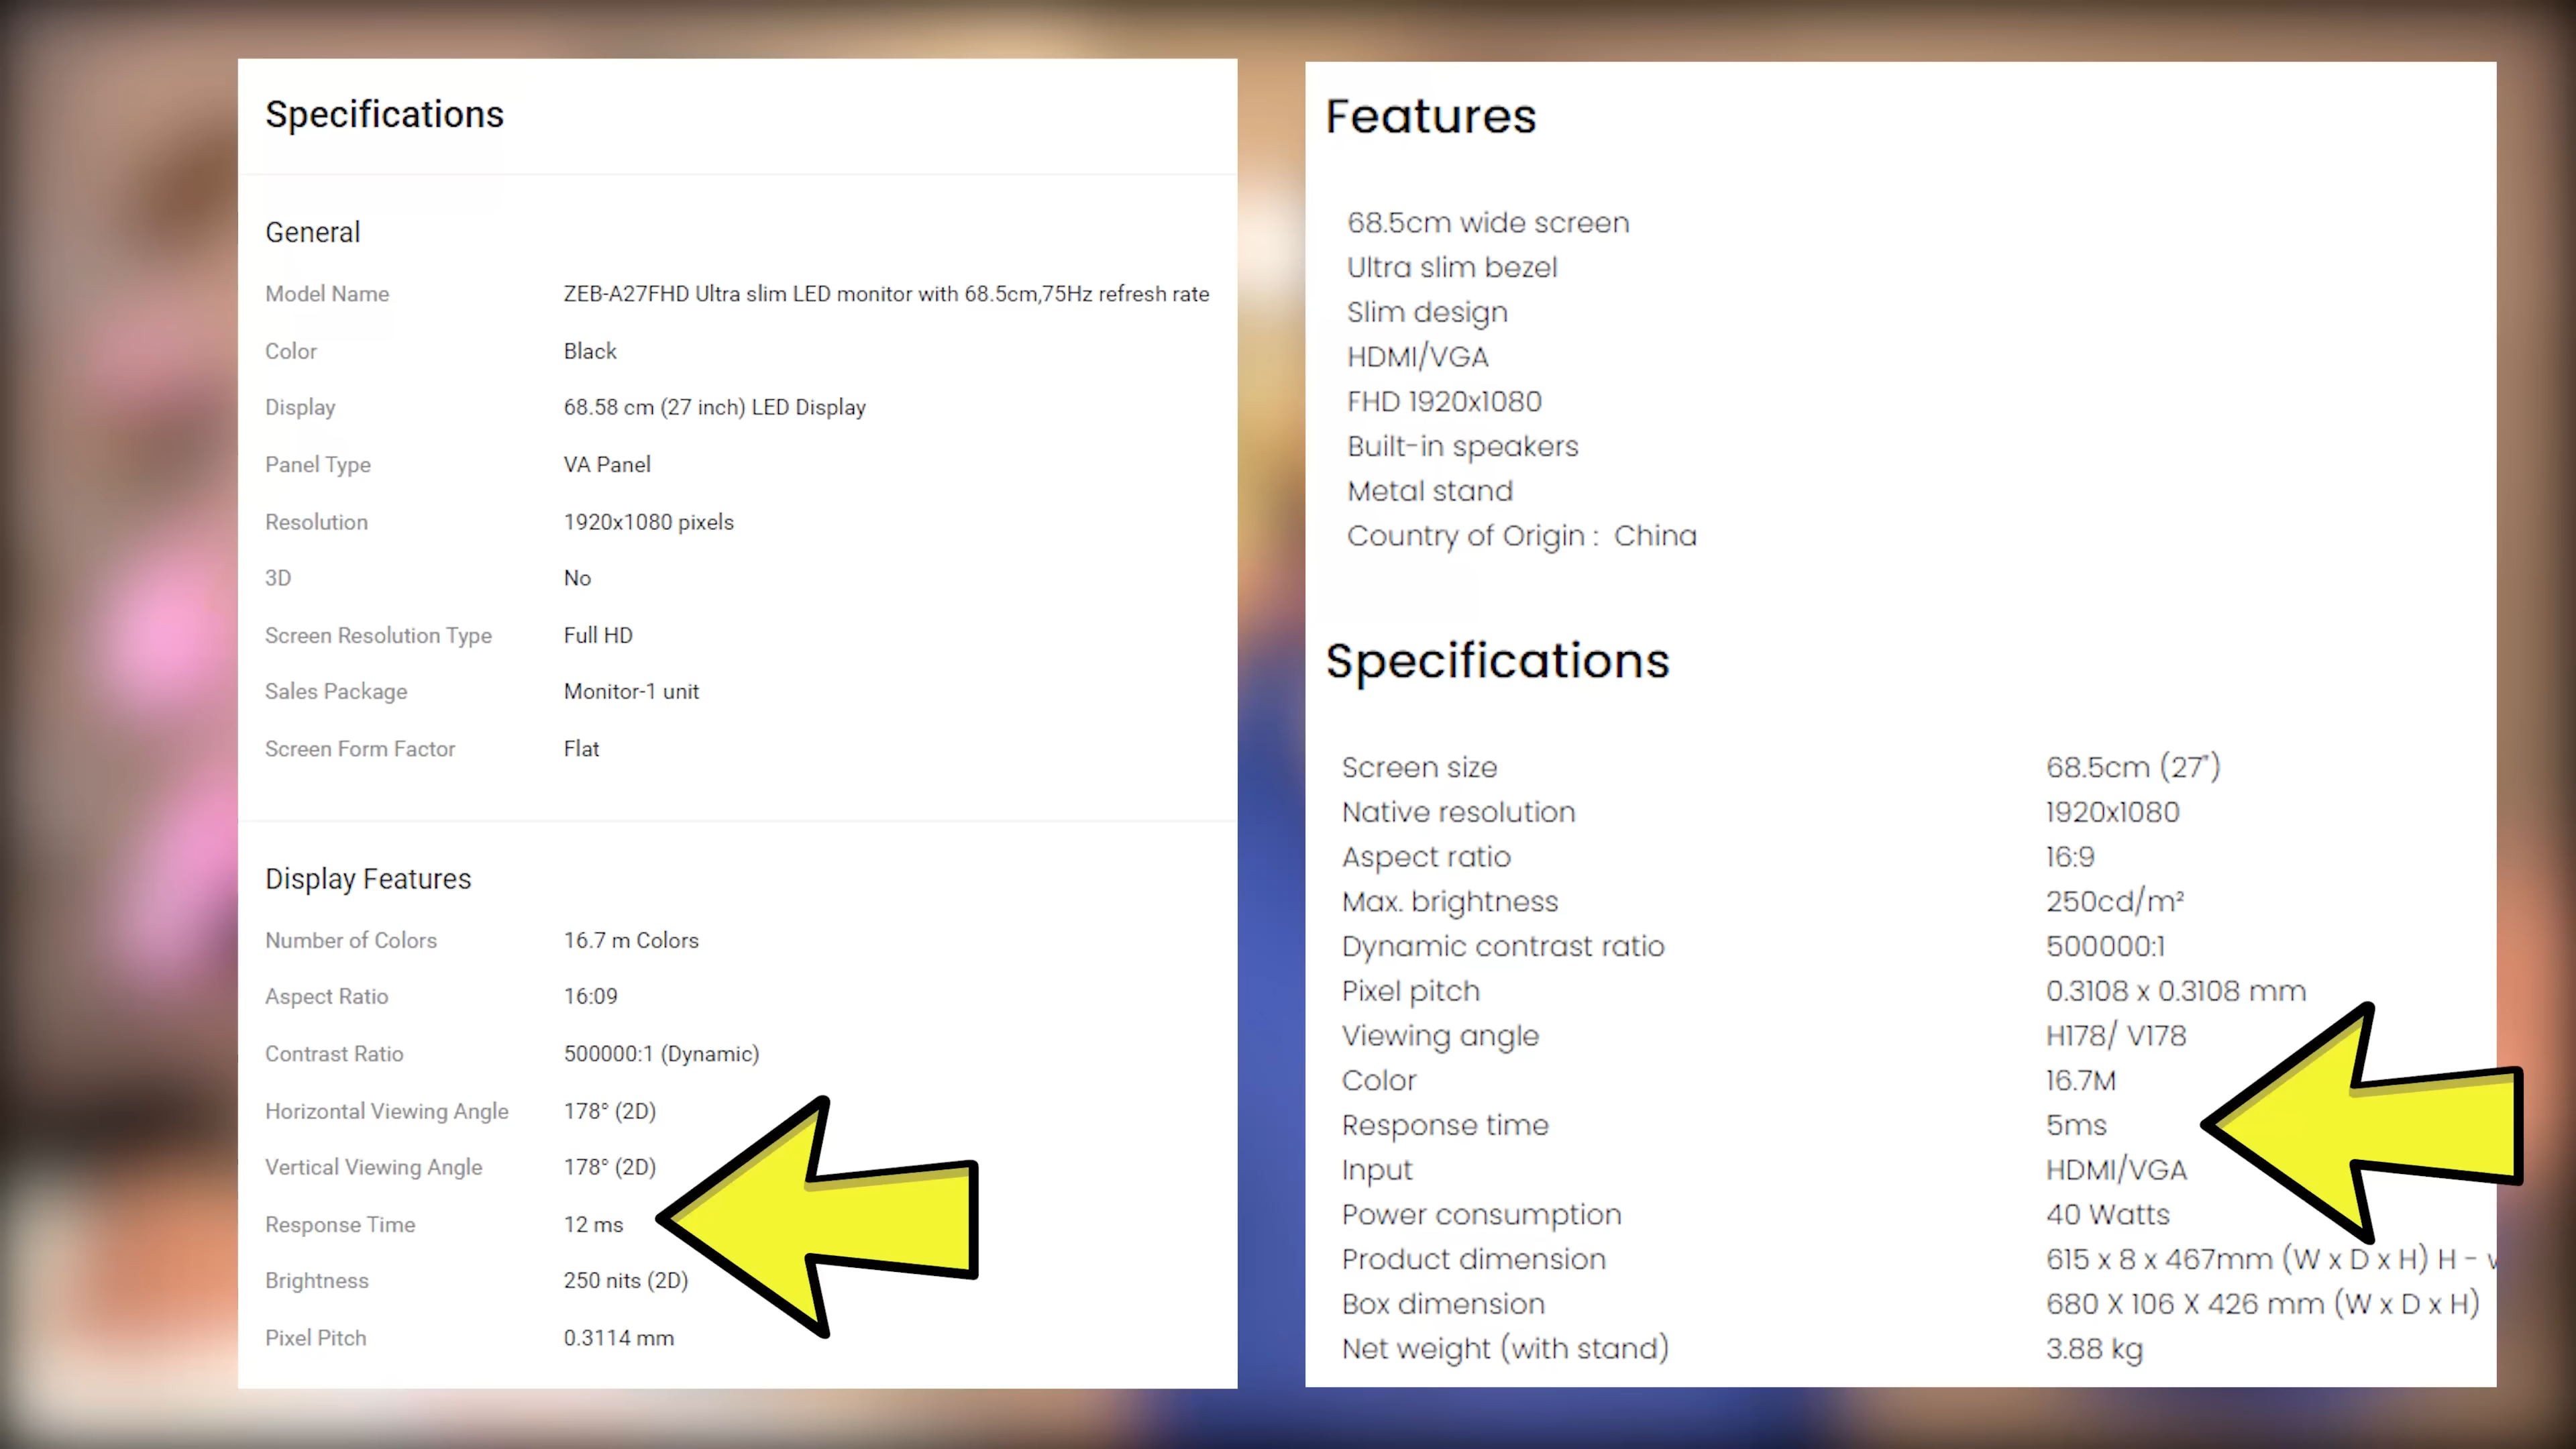 Specifications
General
Model Name ZEB-A27FHD Ultra slim LED monitor with 68.5cm,75Hz refresh rate
Color Black
Display 68.58 cm (27 inch) LED Display
Panel Type VA Panel
Resolution 1920x1080 pixels
3D No
Screen Resolution Type Full HD
Sales Package Monitor-1 unit
Screen Form Factor Flat
Display Features
Number of Colors 16.7 m Colors
Aspect Ratio 16:09
Contrast Ratio 500000:1 (Dynamic)
Horizontal Viewing Angle 178° (2D)
Vertical Viewing Angle 178° (2D)
Response Time 12 ms
Brightness 250 nits (2D)
Pixel Pitch 0.3114 mm
Features
68.5cm wide screen
Ultra slim bezel
Slim design
HDMI/VGA
FHD 1920x1080
Built-in speakers
Metal stand
Country of Origin : China
Specifications
Screen size 68.5cm (27")
Native resolution 1920x1080
Aspect ratio 16:9
Max. brightness 250cd/m²
Dynamic contrast ratio 500000:1
Pixel pitch 0.3108 x 0.3108 mm
Viewing angle H178/ V178
Color 16.7M
Response time 5ms
Input HDMI/VGA
Power consumption 40 Watts
Product dimension 615 x 8 x 467mm (W x D x H) H -
Box dimension 680 X 106 X 426 mm (W x D x H)
Net weight (with stand) 3.88 kg